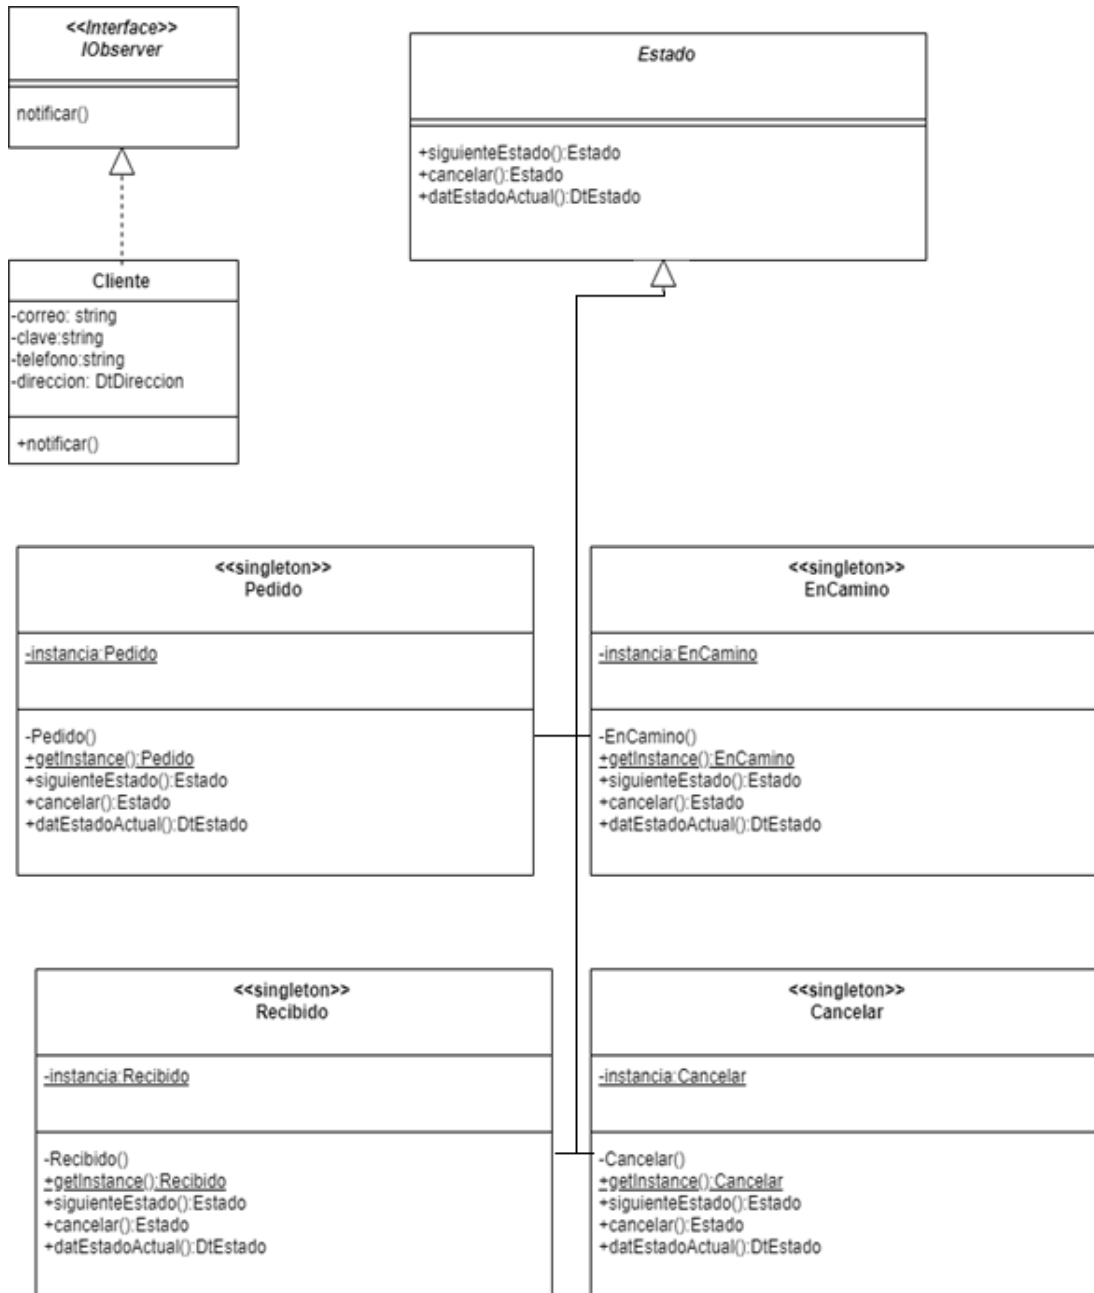 <<Interface>>
IObserver
notificar()
Estado
+siguienteEstado():Estado
+cancelar():Estado
+datEstadoActual():DtEstado
Cliente
-correo: string
-clave:string
-telefono:string
-direccion: DtDireccion
+notificar()
<<singleton>>
Pedido
-instancia:Pedido
-Pedido()
+getInstance():Pedido
+siguienteEstado():Estado
+cancelar():Estado
+datEstadoActual():DtEstado
<<singleton>>
EnCamino
-instancia:EnCamino
-EnCamino()
+getInstance():EnCamino
+siguienteEstado():Estado
+cancelar():Estado
+datEstadoActual():DtEstado
<<singleton>>
Recibido
-instancia:Recibido
-Recibido()
+getInstance():Recibido
+siguienteEstado():Estado
+cancelar():Estado
+datEstadoActual():DtEstado
<<singleton>>
Cancelar
-instancia:Cancelar
-Cancelar()
+getInstance():Cancelar
+siguienteEstado():Estado
+cancelar():Estado
+datEstadoActual():DtEstado